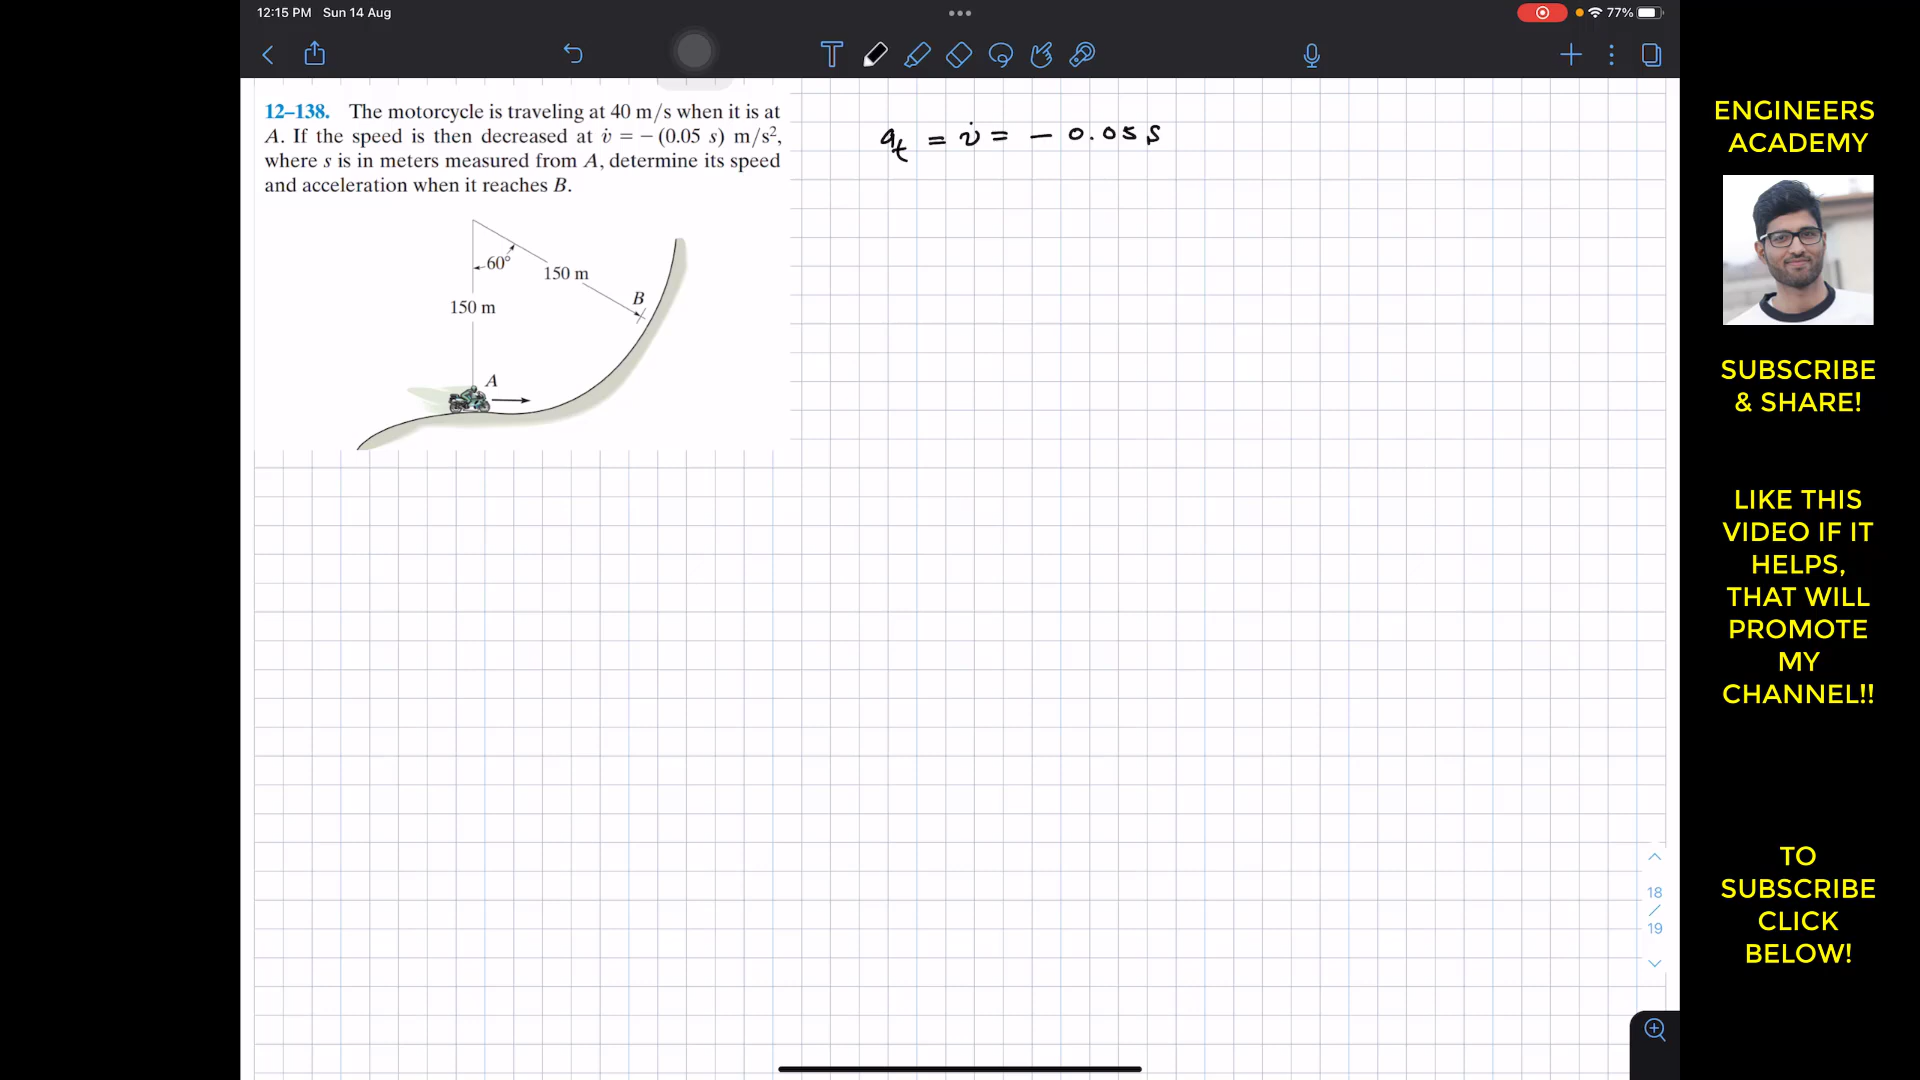 12:15 PM Sun 14 Aug
77%
12–138. The motorcycle is traveling at 40 m/s when it is at
A. If the speed is then decreased at v̇ = − (0.05 s) m/s²,
where s is in meters measured from A, determine its speed
and acceleration when it reaches B.
60°
150 m
150 m
B
A
a_t = v̇ = − 0.05 s
18
/
19
ENGINEERS
ACADEMY
SUBSCRIBE
& SHARE!
LIKE THIS
VIDEO IF IT
HELPS,
THAT WILL
PROMOTE
MY
CHANNEL!!
TO
SUBSCRIBE
CLICK
BELOW!